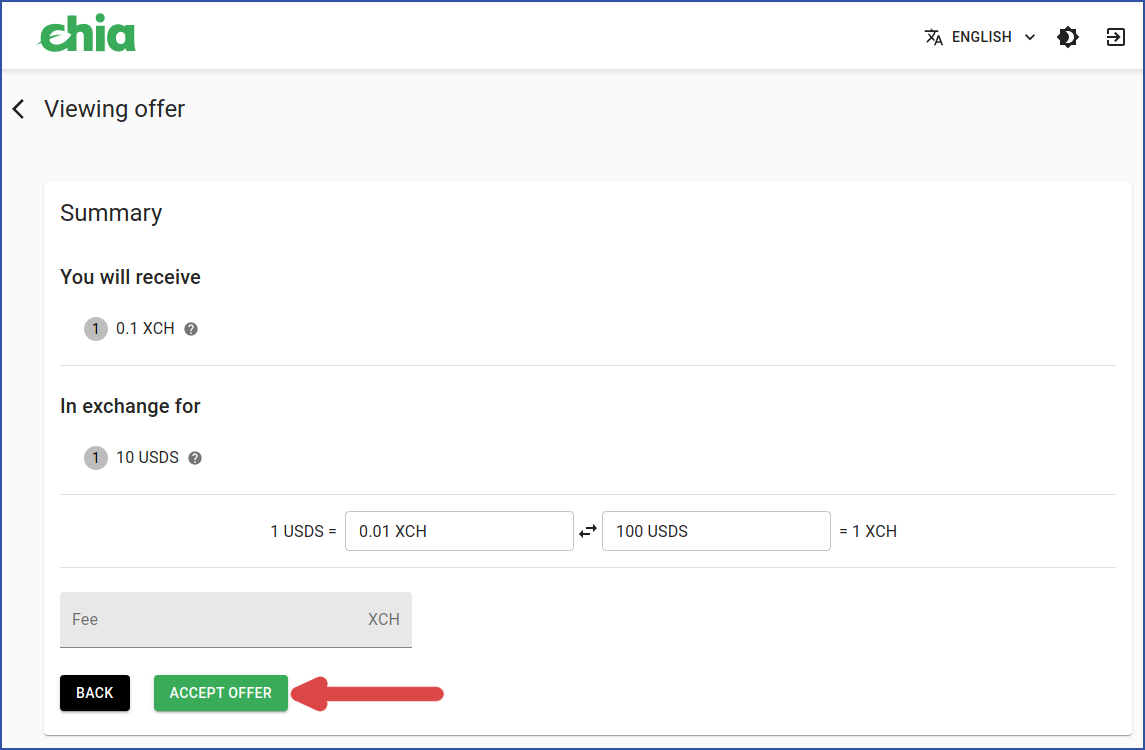 chia
ENGLISH
Viewing offer
Summary
You will receive
1 0.1 XCH ?
In exchange for
1 10 USDS ?
1 USDS = 0.01 XCH 100 USDS = 1 XCH
Fee XCH
BACK ACCEPT OFFER